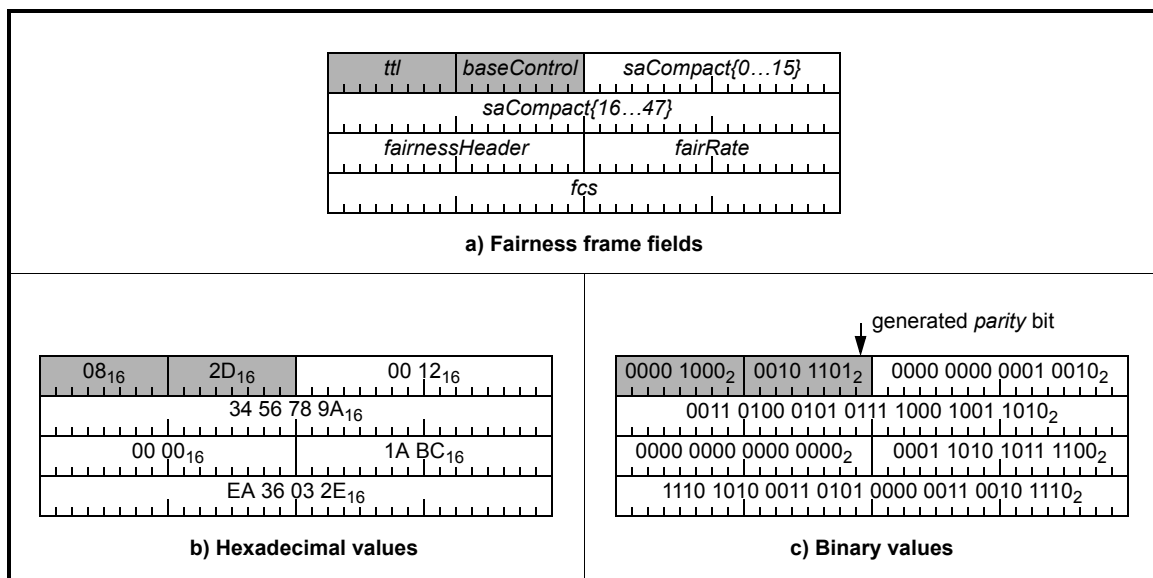 ttl baseControl saCompact{0…15}
saCompact{16…47}
fairnessHeader fairRate
fcs
a) Fairness frame fields
generated parity bit
08₁₆ 2D₁₆ 00 12₁₆
34 56 78 9A₁₆
00 00₁₆ 1A BC₁₆
EA 36 03 2E₁₆
b) Hexadecimal values
0000 1000₂ 0010 1101₂ 0000 0000 0001 0010₂
0011 0100 0101 0111 1000 1001 1010₂
0000 0000 0000 0000₂ 0001 1010 1011 1100₂
1110 1010 0011 0101 0000 0011 0010 1110₂
c) Binary values